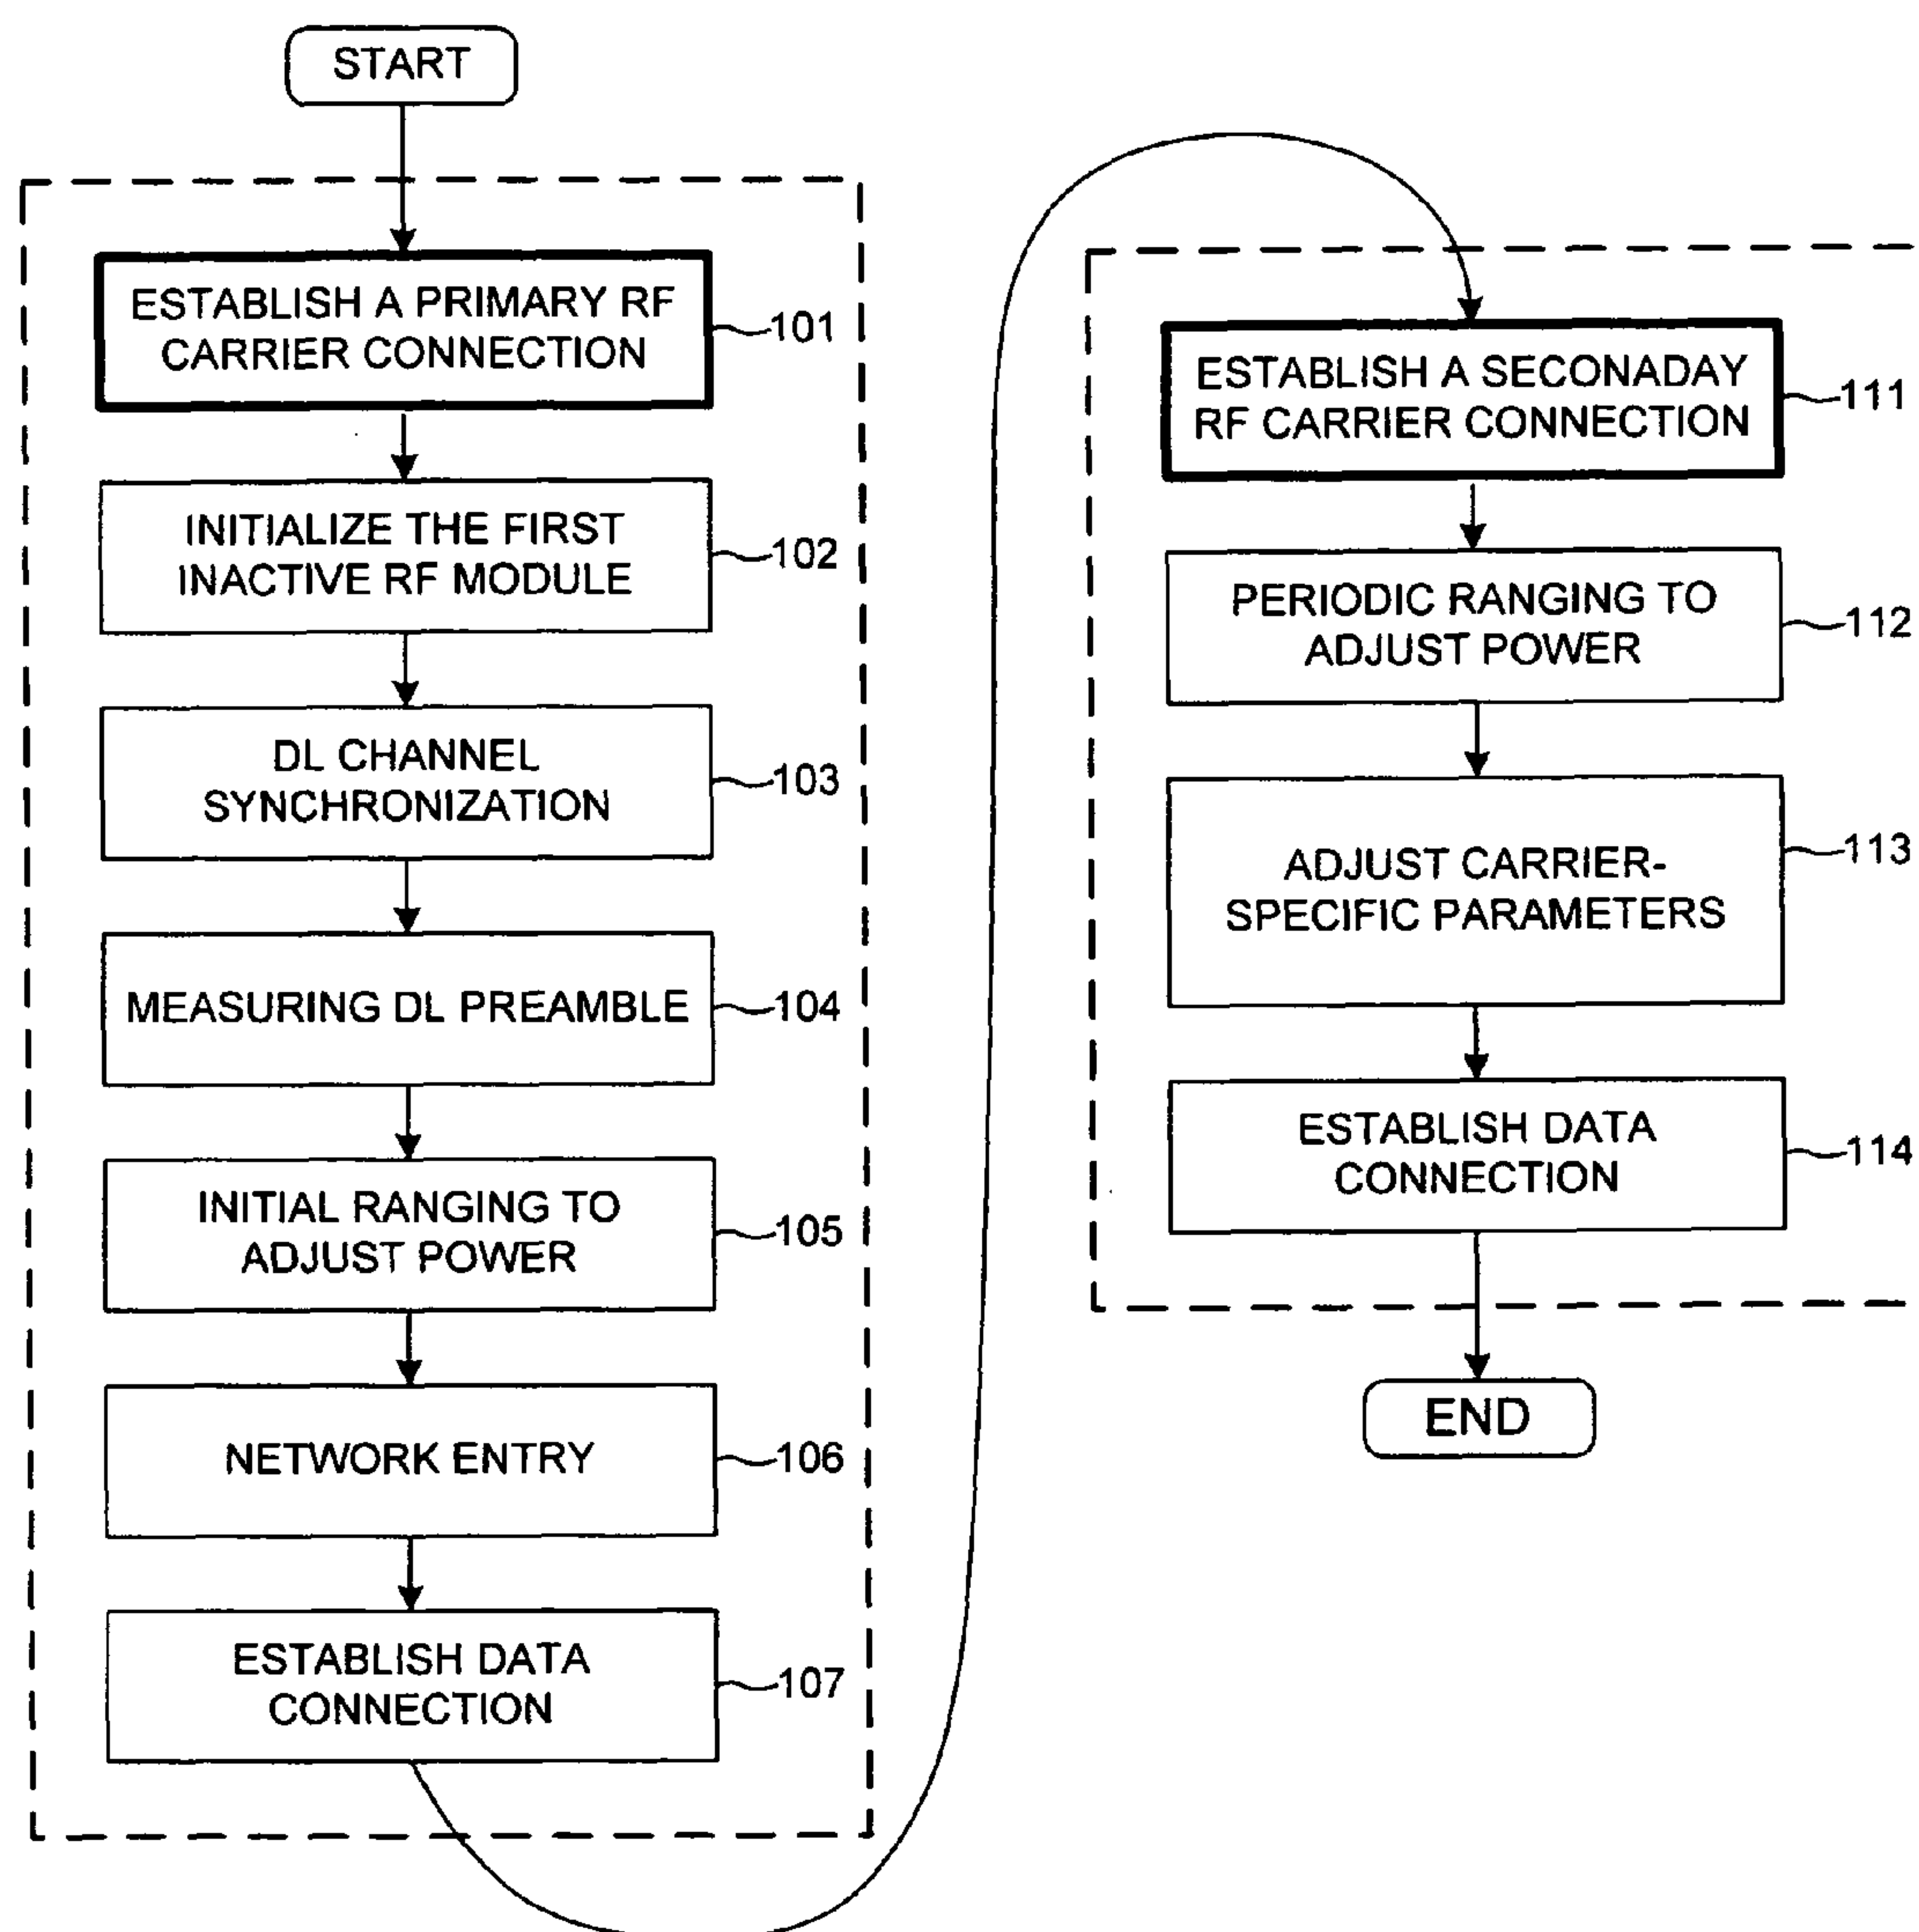 START
ESTABLISH A PRIMARY RF
CARRIER CONNECTION
101
INITIALIZE THE FIRST
INACTIVE RF MODULE
102
DL CHANNEL
SYNCHRONIZATION
103
MEASURING DL PREAMBLE
104
INITIAL RANGING TO
ADJUST POWER
105
NETWORK ENTRY
106
ESTABLISH DATA
CONNECTION
107
ESTABLISH A SECONADAY
RF CARRIER CONNECTION
111
PERIODIC RANGING TO
ADJUST POWER
112
ADJUST CARRIER-
SPECIFIC PARAMETERS
113
ESTABLISH DATA
CONNECTION
114
END